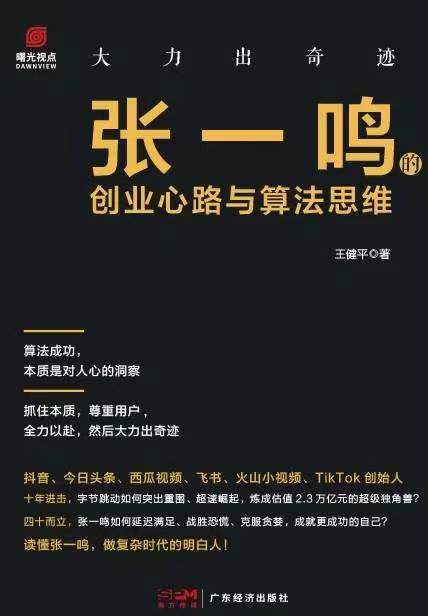 曙光视点
DAWNVIEW
大力出奇迹
张一鸣的
创业心路与算法思维
王健平◎著
算法成功，
本质是对人心的洞察
抓住本质，尊重用户，
全力以赴，然后大力出奇迹
抖音、今日头条、西瓜视频、飞书、火山小视频、TikTok 创始人
十年进击，字节跳动如何突出重围、超速崛起，炼成估值 2.3 万亿元的超级独角兽？
四十而立，张一鸣如何延迟满足、战胜恐慌、克服贪婪，成就更成功的自己？
读懂张一鸣，做复杂时代的明白人！
SPM
南方传媒
广东经济出版社